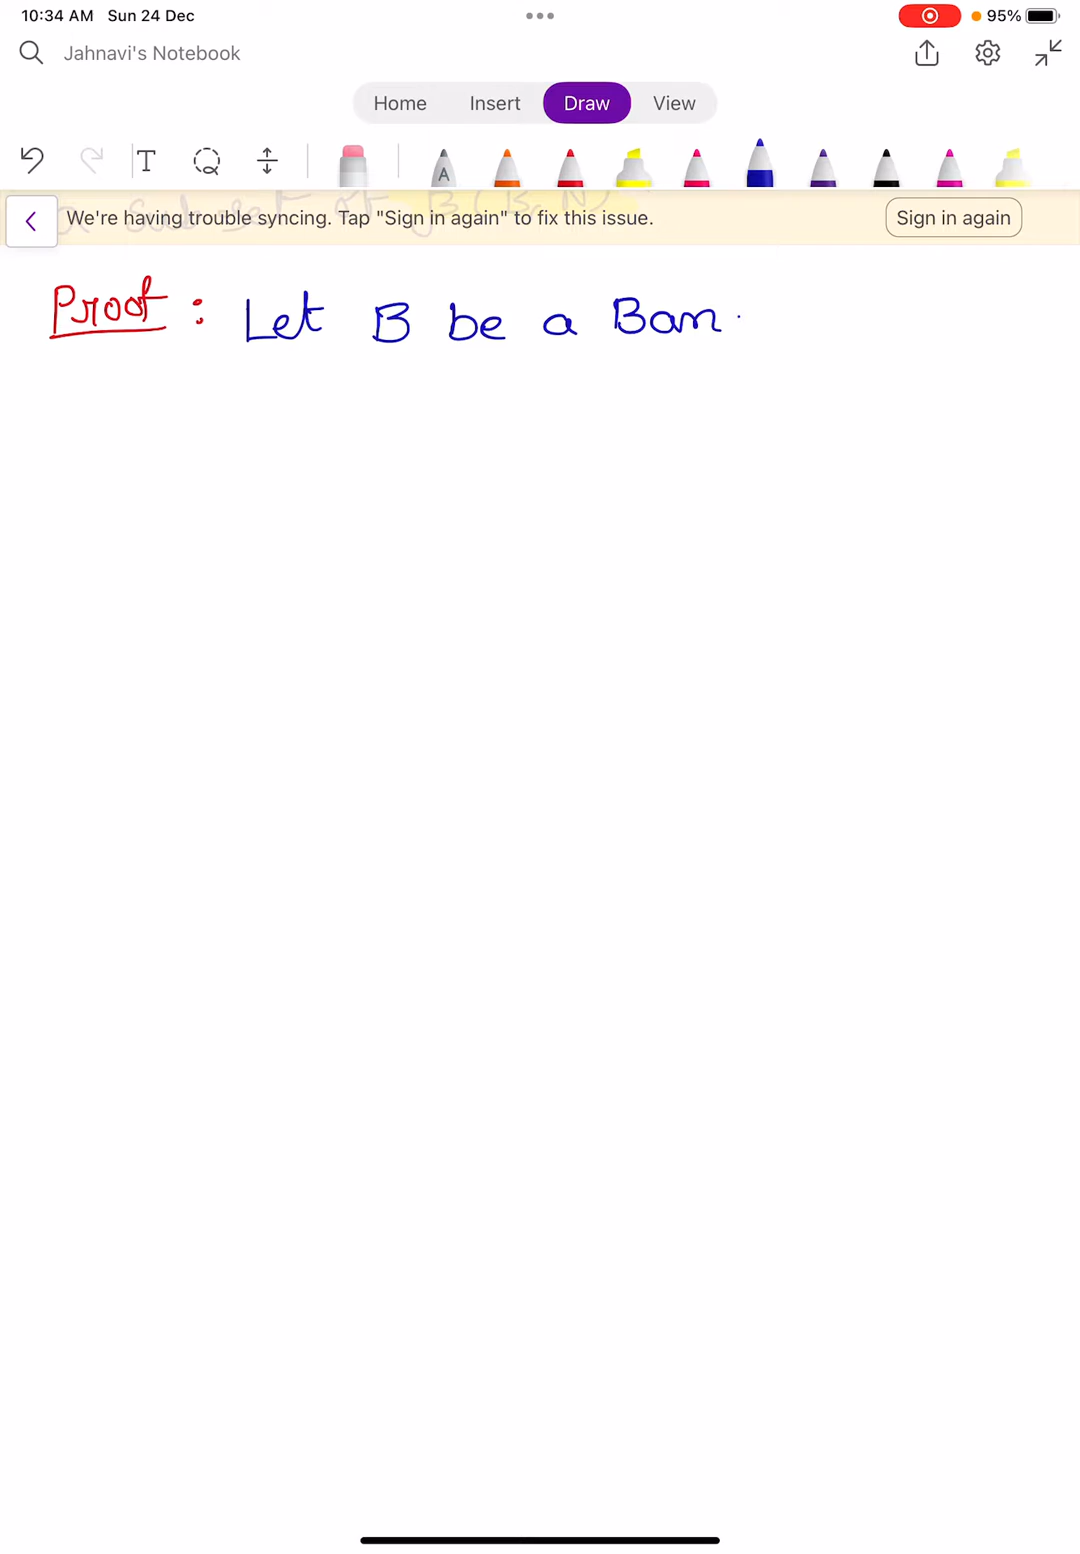 10:34 AM Sun 24 Dec 95%
Jahnavi's Notebook
Home Insert Draw View
T A
We're having trouble syncing. Tap "Sign in again" to fix this issue. Sign in again
Proof : Let B be a Ban